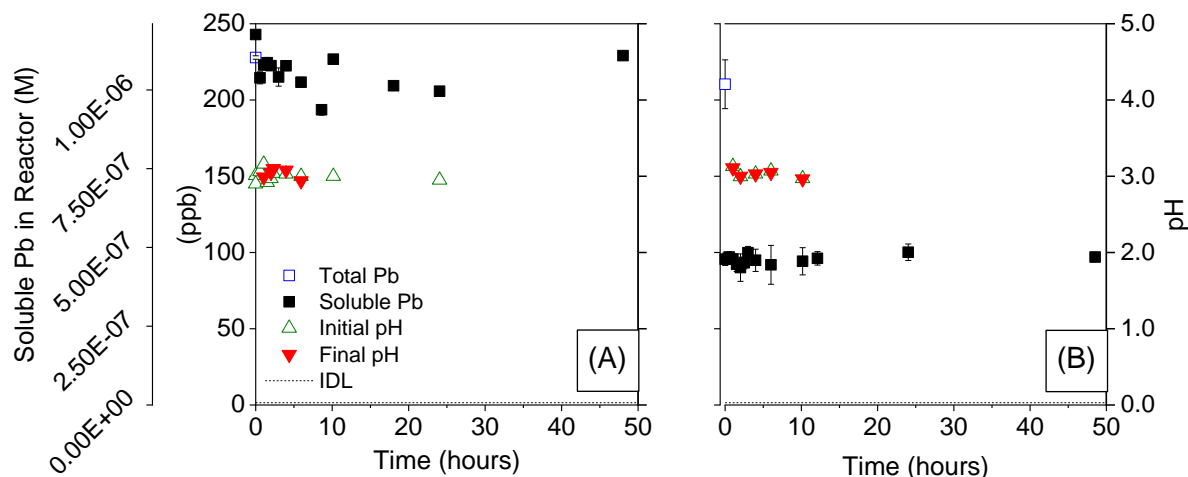 Soluble Pb in Reactor (M)
1.00E-06
7.50E-07
5.00E-07
2.50E-07
0.00E+00
(ppb)
250
200
150
100
50
0
Total Pb
Soluble Pb
Initial pH
Final pH
IDL
(A)
0 10 20 30 40 50
Time (hours)
(B)
0 10 20 30 40 50
Time (hours)
5.0
4.0
3.0
2.0
1.0
0.0
pH